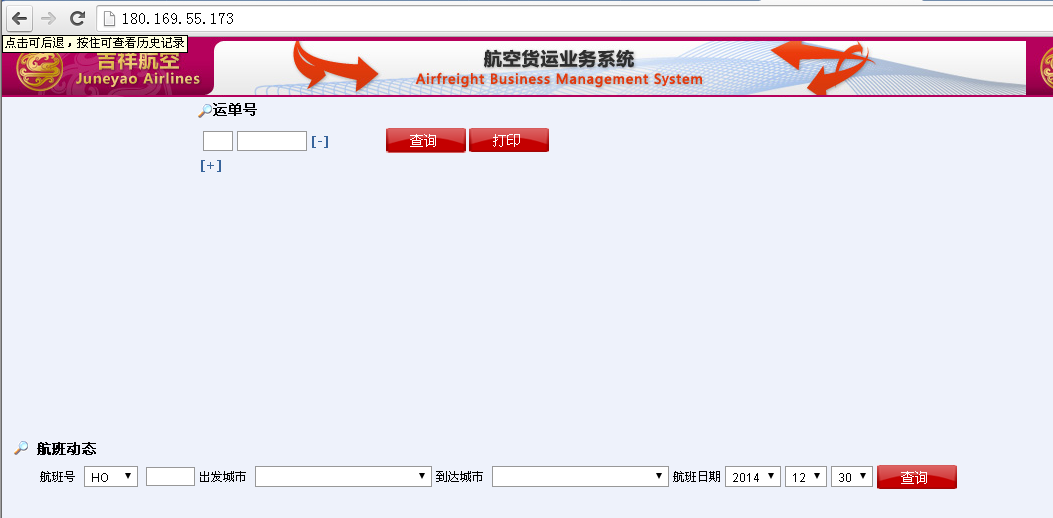 180.169.55.173
点击可后退，按住可查看历史记录
吉祥航空
Juneyao Airlines
航空货运业务系统
Airfreight Business Management System
运单号
[-] 查询 打印
[+]
航班动态
航班号 HO 出发城市 到达城市 航班日期 2014 12 30 查询